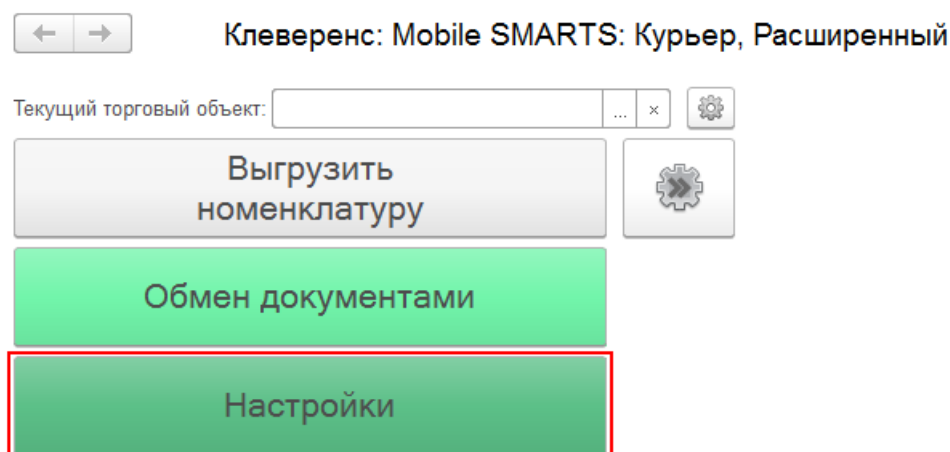 Клеверенс: Mobile SMARTS: Курьер, Расширенный
Текущий торговый объект:
...
×
Выгрузить
номенклатуру
Обмен документами
Настройки